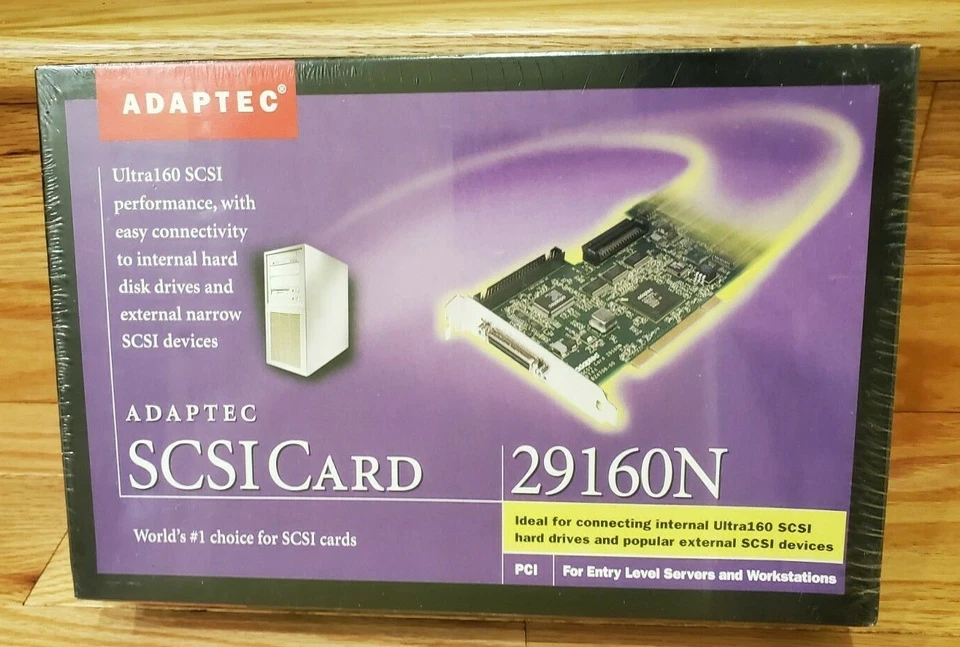 ADAPTEC®
Ultra160 SCSI
performance, with
easy connectivity
to internal hard
disk drives and
external narrow
SCSI devices
ADAPTEC
SCSI CARD
29160N
World's #1 choice for SCSI cards
Ideal for connecting internal Ultra160 SCSI
hard drives and popular external SCSI devices
PCI
For Entry Level Servers and Workstations